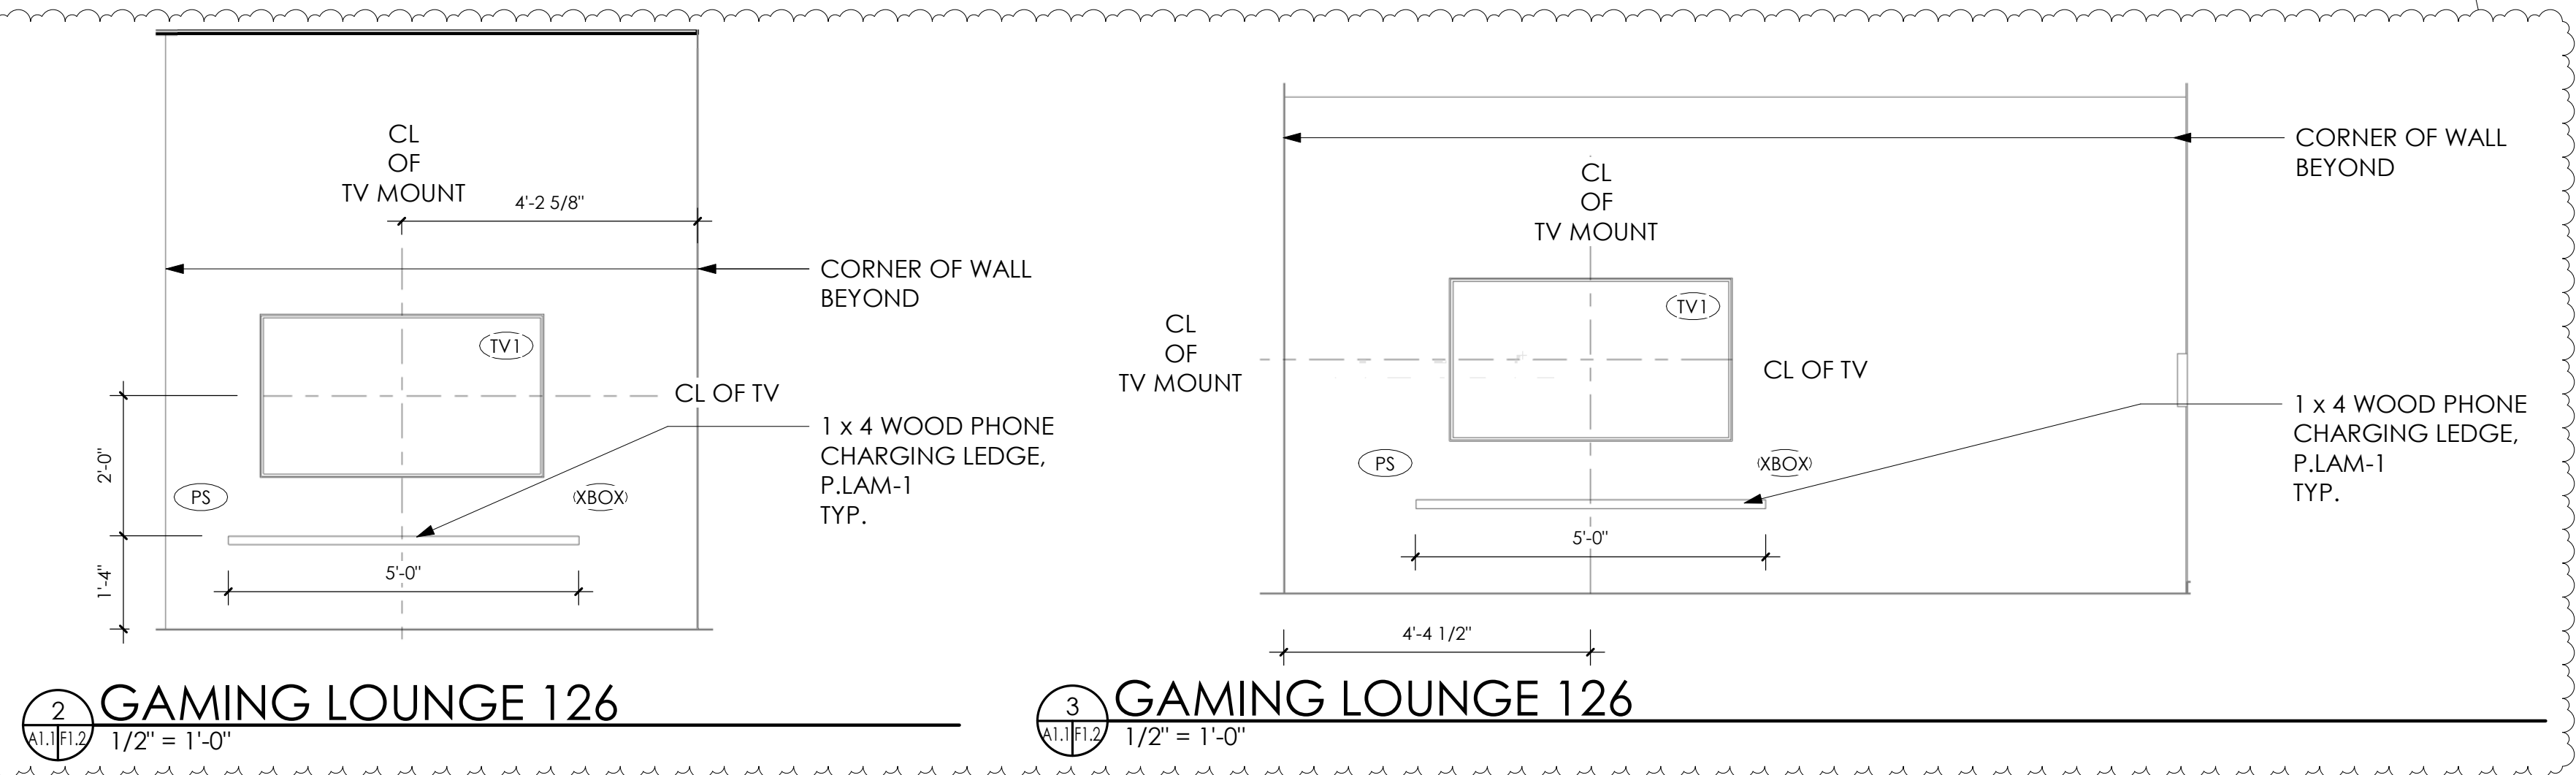 CL
OF
TV MOUNT
4'-2 5/8"
CORNER OF WALL
BEYOND
TV1
CL OF TV
1 x 4 WOOD PHONE
CHARGING LEDGE,
P.LAM-1
TYP.
2'-0"
PS
XBOX
1'-4"
5'-0"
2
A1.1 F1.2
GAMING LOUNGE 126
1/2" = 1'-0"
CORNER OF WALL
BEYOND
CL
OF
TV MOUNT
TV1
CL
OF
TV MOUNT
CL OF TV
1 x 4 WOOD PHONE
CHARGING LEDGE,
P.LAM-1
TYP.
PS
XBOX
5'-0"
4'-4 1/2"
3
A1.1 F1.2
GAMING LOUNGE 126
1/2" = 1'-0"